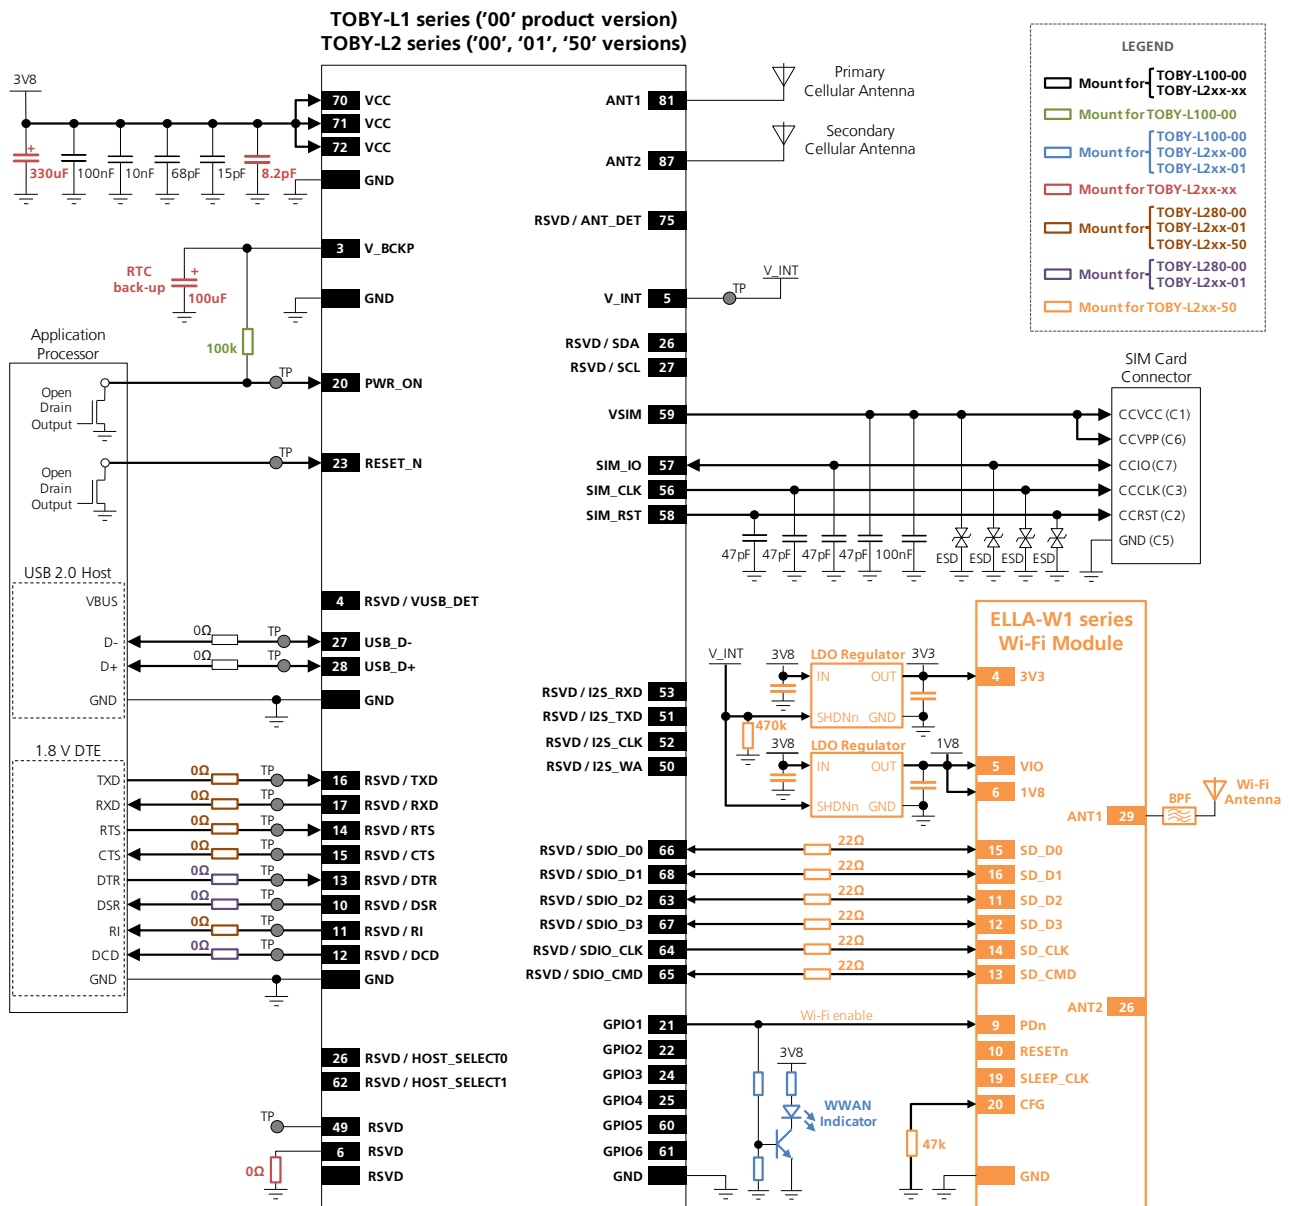 TOBY-L1 series ('00' product version)
TOBY-L2 series ('00', '01', '50' versions)
LEGEND
Mount for TOBY-L100-00
TOBY-L2xx-xx
Mount for TOBY-L100-00
Mount for TOBY-L100-00
TOBY-L2xx-00
TOBY-L2xx-01
Mount for TOBY-L2xx-xx
Mount for TOBY-L280-00
TOBY-L2xx-01
TOBY-L2xx-50
Mount for TOBY-L280-00
TOBY-L2xx-01
Mount for TOBY-L2xx-50
3V8
330uF 100nF 10nF 68pF 15pF 8.2pF
+
70 VCC
71 VCC
72 VCC
GND
3 V_BCKP
RTC
back-up
+
100uF
GND
100k
Application
Processor
Open
Drain
Output
TP
20 PWR_ON
Open
Drain
Output
TP
23 RESET_N
USB 2.0 Host
VBUS
4 RSVD / VUSB_DET
D- 0Ω TP 27 USB_D-
D+ 0Ω TP 28 USB_D+
GND GND
1.8 V DTE
TXD 0Ω TP 16 RSVD / TXD
RXD 0Ω TP 17 RSVD / RXD
RTS 0Ω TP 14 RSVD / RTS
CTS 0Ω TP 15 RSVD / CTS
DTR 0Ω TP 13 RSVD / DTR
DSR 0Ω TP 10 RSVD / DSR
RI 0Ω TP 11 RSVD / RI
DCD 0Ω TP 12 RSVD / DCD
GND GND
26 RSVD / HOST_SELECT0
62 RSVD / HOST_SELECT1
TP 49 RSVD
6 RSVD
0Ω
RSVD
ANT1 81
Primary
Cellular Antenna
ANT2 87
Secondary
Cellular Antenna
RSVD / ANT_DET 75
V_INT 5 TP V_INT
RSVD / SDA 26
RSVD / SCL 27
SIM Card
Connector
VSIM 59 CCVCC (C1)
CCVPP (C6)
SIM_IO 57 CCIO (C7)
SIM_CLK 56 CCCLK (C3)
SIM_RST 58 CCRST (C2)
GND (C5)
47pF 47pF 47pF 47pF 100nF ESD ESD ESD ESD
RSVD / I2S_RXD 53
RSVD / I2S_TXD 51
RSVD / I2S_CLK 52
RSVD / I2S_WA 50
ELLA-W1 series
Wi-Fi Module
V_INT 3V8 LDO Regulator 3V3
IN OUT
4 3V3
SHDNn GND
470k
3V8 LDO Regulator 1V8
IN OUT
5 VIO
6 1V8
SHDNn GND
ANT1 29
BPF
Wi-Fi
Antenna
RSVD / SDIO_D0 66 22Ω 15 SD_D0
RSVD / SDIO_D1 68 22Ω 16 SD_D1
RSVD / SDIO_D2 63 22Ω 11 SD_D2
RSVD / SDIO_D3 67 22Ω 12 SD_D3
RSVD / SDIO_CLK 64 22Ω 14 SD_CLK
RSVD / SDIO_CMD 65 22Ω 13 SD_CMD
ANT2 26
GPIO1 21 Wi-Fi enable 9 PDn
GPIO2 22
10 RESETn
GPIO3 24
3V8
19 SLEEP_CLK
GPIO4 25
20 CFG
WWAN
Indicator
GPIO5 60
47k
GPIO6 61
GND
GND